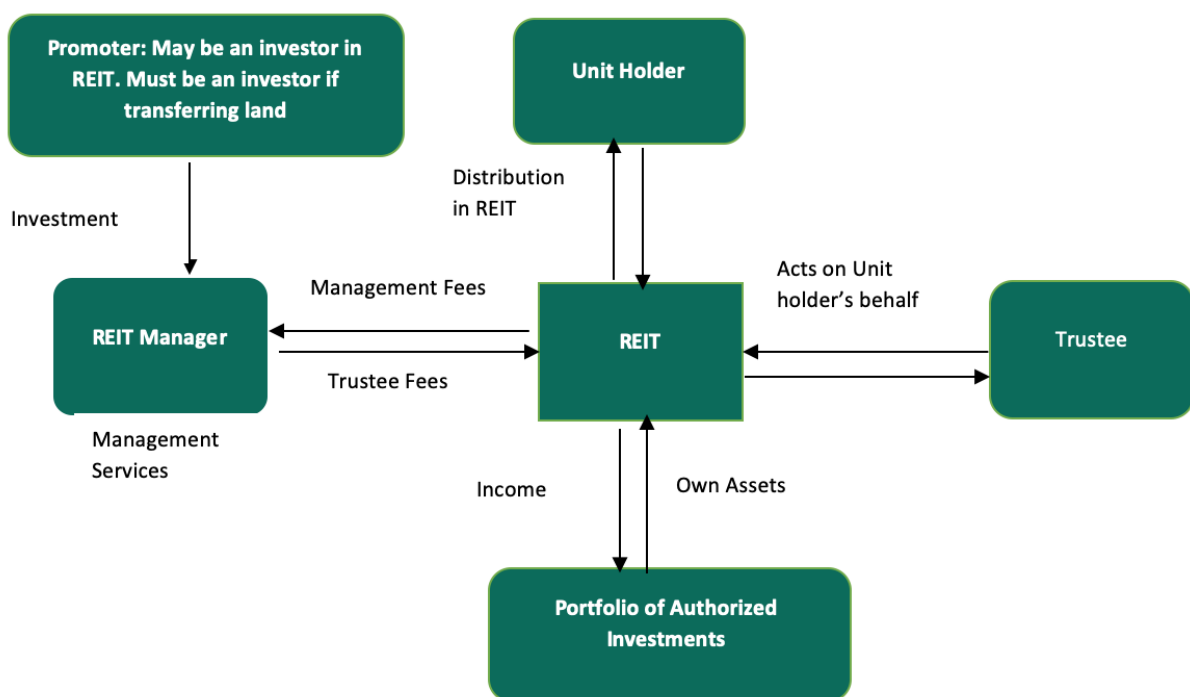 Promoter: May be an investor in
REIT. Must be an investor if
transferring land
Unit Holder
Distribution
in REIT
Investment
Acts on Unit
holder’s behalf
Management Fees
REIT Manager
REIT
Trustee
Trustee Fees
Management
Services
Income
Own Assets
Portfolio of Authorized
Investments